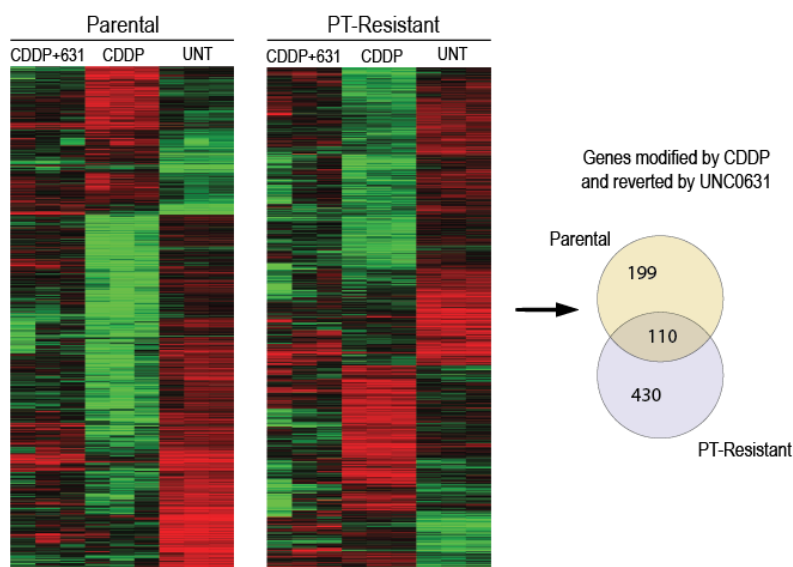 Parental
CDDP+631 CDDP UNT
PT-Resistant
CDDP+631 CDDP UNT
Genes modified by CDDP
and reverted by UNC0631
Parental
199
110
430
PT-Resistant